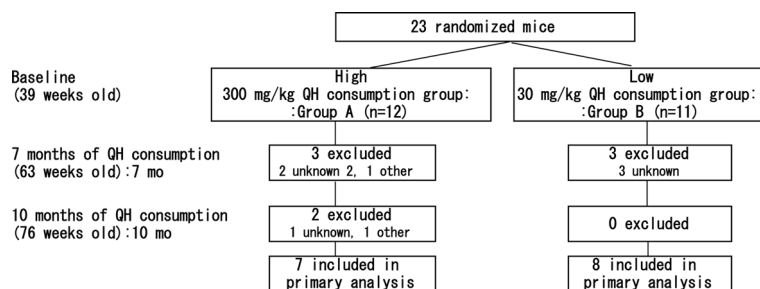 23 randomized mice
Baseline
(39 weeks old)
High
300 mg/kg QH consumption group:
:Group A (n=12)
Low
30 mg/kg QH consumption group:
:Group B (n=11)
7 months of QH consumption
(63 weeks old):7 mo
3 excluded
2 unknown 2, 1 other
3 excluded
3 unknown
10 months of QH consumption
(76 weeks old):10 mo
2 excluded
1 unknown, 1 other
0 excluded
7 included in
primary analysis
8 included in
primary analysis